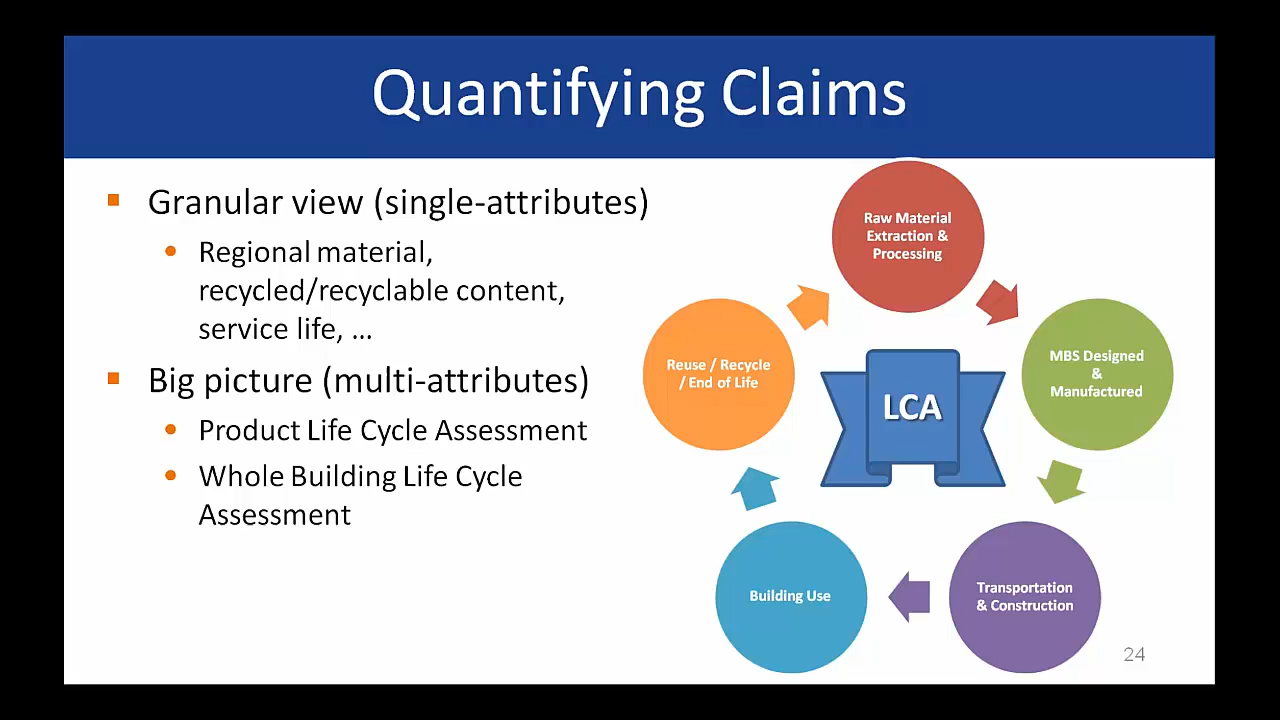 Quantifying Claims
Granular view (single-attributes)
Regional material,
recycled/recyclable content,
service life, ...
Big picture (multi-attributes)
Product Life Cycle Assessment
Whole Building Life Cycle
Assessment
Raw Material
Extraction &
Processing
MBS Designed
&
Manufactured
Transportation
& Construction
Building Use
Reuse / Recycle
/ End of Life
LCA
24